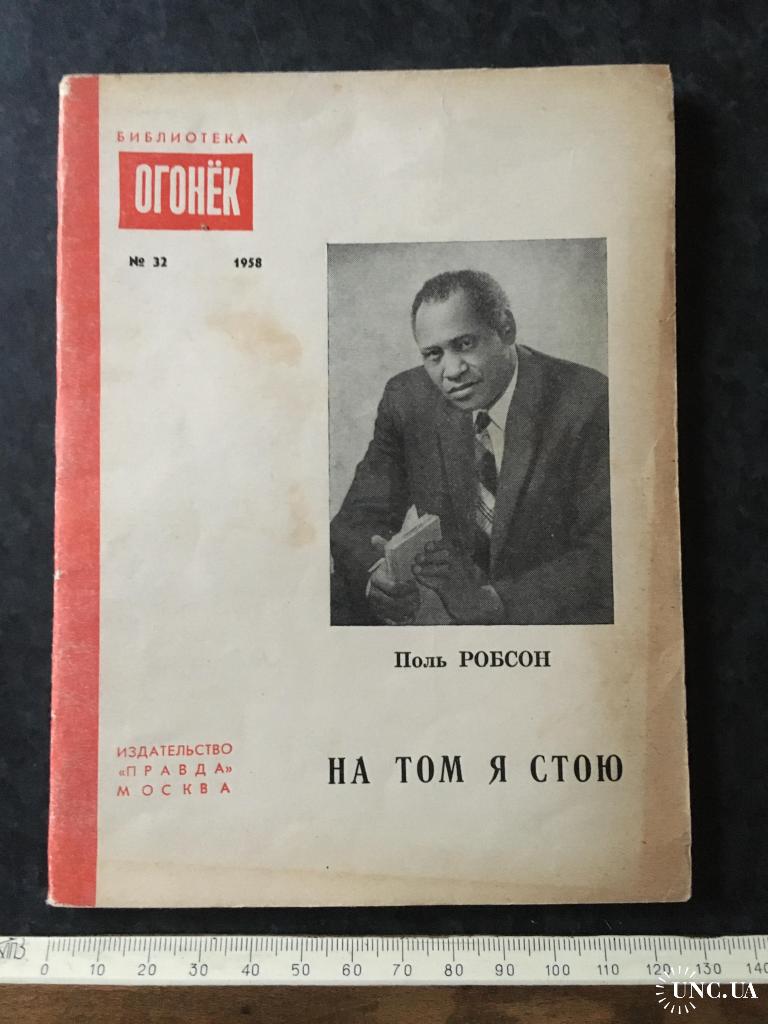 БИБЛИОТЕКА
ОГОНЁК
№ 32 1958
Поль РОБСОН
ИЗДАТЕЛЬСТВО
«ПРАВДА»
МОСКВА
НА ТОМ Я СТОЮ
0 10 20 30 40 50 60 70 80 90 100 110 120 130 140
UNC.UA